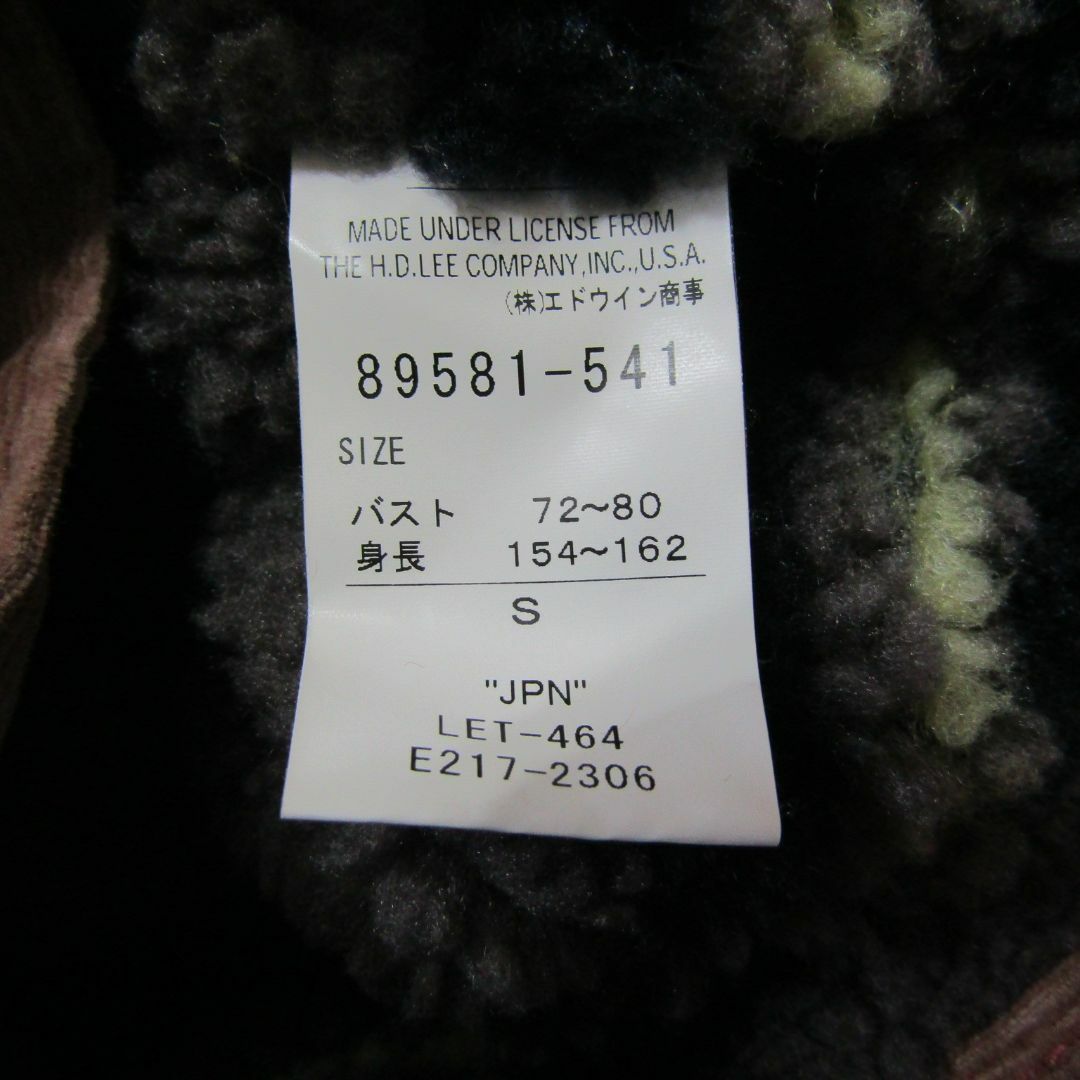 MADE UNDER LICENSE FROM
THE H.D.LEE COMPANY,INC.,U.S.A.
(株)エドウイン商事
89581-541
SIZE
バスト 72~80
身長 154~162
S
"JPN"
LET-464
E217-2306